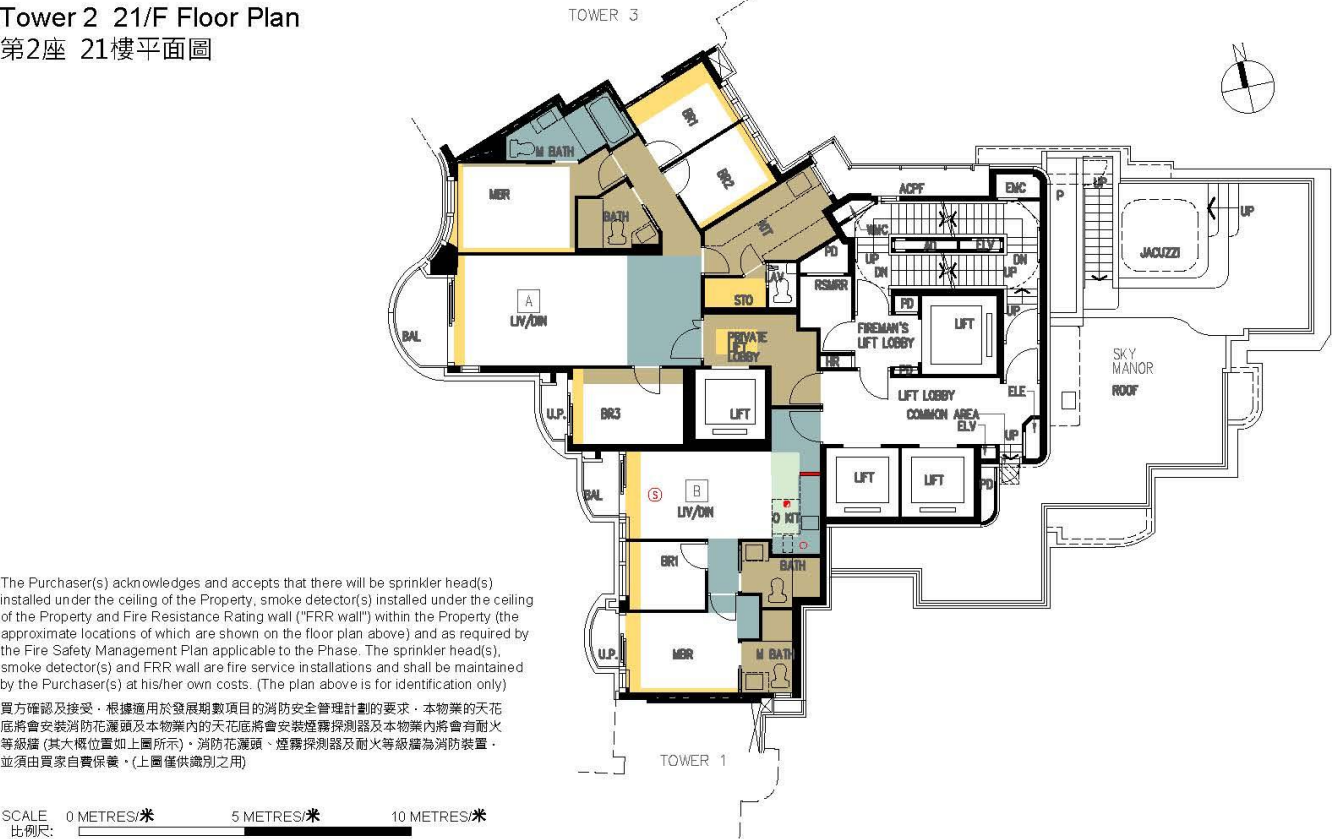 Tower 2 21/F Floor Plan
第2座 21樓平面圖
TOWER 3
M BATH
BR1
BR2
MBR
BATH
KIT
ACPF
EMC
P
UP
UP
JACUZZI
WMC
AD
ELV
PD
UP
DN
DN
UP
LAV
STO
RSMRR
PD
UP
A
LIV/DIN
BAL
PRIVATE
LIFT
LOBBY
FIREMAN'S
LIFT LOBBY
LIFT
HR
PD
SKY
MANOR
ROOF
U.P.
BR3
LIFT
LIFT LOBBY
COMMON AREA
ELE
ELV
UP
BAL
S
B
LIV/DIN
O KIT
LIFT
LIFT
PD
BR1
BATH
U.P.
MBR
M BATH
TOWER 1
The Purchaser(s) acknowledges and accepts that there will be sprinkler head(s)
installed under the ceiling of the Property, smoke detector(s) installed under the ceiling
of the Property and Fire Resistance Rating wall ("FRR wall") within the Property (the
approximate locations of which are shown on the floor plan above) and as required by
the Fire Safety Management Plan applicable to the Phase. The sprinkler head(s),
smoke detector(s) and FRR wall are fire service installations and shall be maintained
by the Purchaser(s) at his/her own costs. (The plan above is for identification only)
買方確認及接受，根據適用於發展期數項目的消防安全管理計劃的要求，本物業的天花
底將會安裝消防花灑頭及本物業內的天花底將會安裝煙霧探測器及本物業內將會有耐火
等級牆 (其大概位置如上圖所示)。消防花灑頭、煙霧探測器及耐火等級牆為消防裝置，
並須由買家自費保養。(上圖僅供識別之用)
SCALE 0 METRES/米 5 METRES/米 10 METRES/米
比例尺:
N